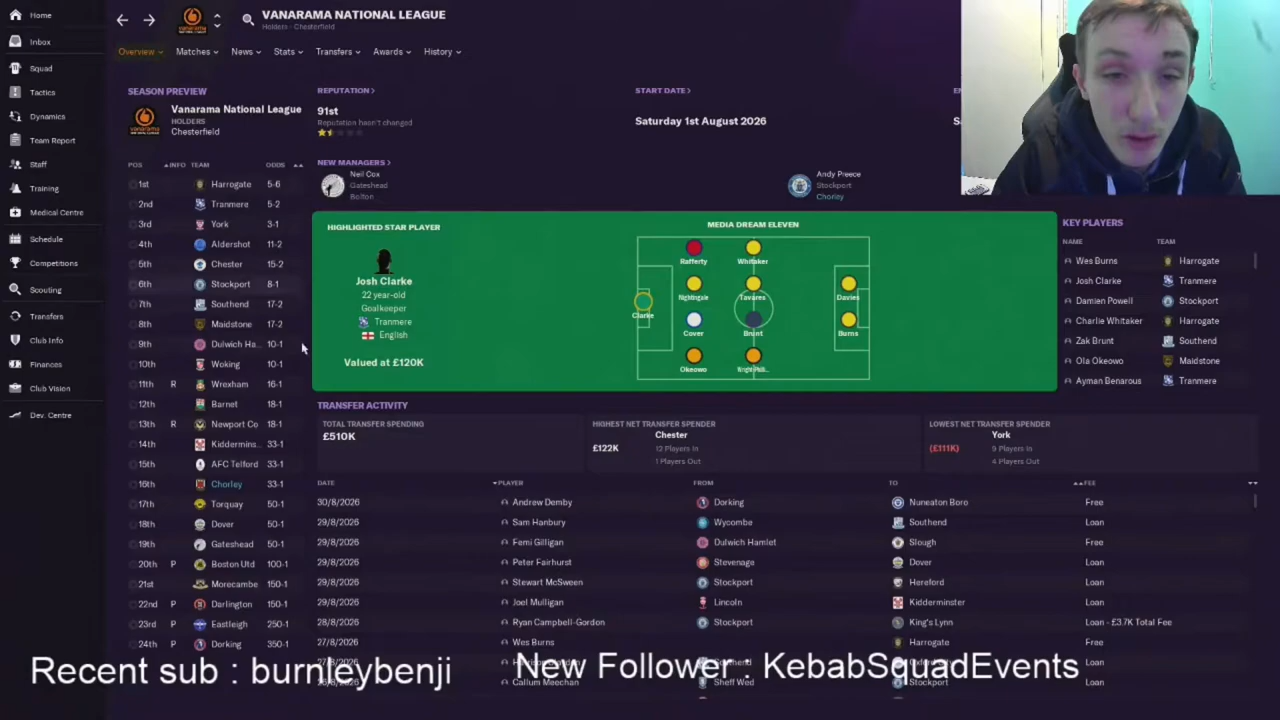 Home
Inbox
Squad
Tactics
Dynamics
Team Report
Staff
Training
Medical Centre
Schedule
Competitions
Scouting
Transfers
Club Info
Finances
Club Vision
Dev. Centre
VANARAMA NATIONAL LEAGUE
Holders - Chesterfield
Overview Matches News Stats Transfers Awards History
SEASON PREVIEW
Vanarama National League
HOLDERS
Chesterfield
POS INFO TEAM ODDS
1st Harrogate 5-6
2nd Tranmere 5-2
3rd York 3-1
4th Aldershot 11-2
5th Chester 15-2
6th Stockport 8-1
7th Southend 17-2
8th Maidstone 17-2
9th Dulwich Ha... 10-1
10th Woking 10-1
11th R Wrexham 16-1
12th Barnet 18-1
13th R Newport Co 18-1
14th Kiddermins... 33-1
15th AFC Telford 33-1
16th Chorley 33-1
17th Torquay 50-1
18th Dover 50-1
19th Gateshead 50-1
20th P Boston Utd 100-1
21st Morecambe 150-1
22nd P Darlington 150-1
23rd P Eastleigh 250-1
24th P Dorking 350-1
REPUTATION >
91st
Reputation hasn't changed
START DATE >
Saturday 1st August 2026
NEW MANAGERS >
Neil Cox
Gateshead
Bolton
Andy Preece
Stockport
Chorley
HIGHLIGHTED STAR PLAYER
Josh Clarke
22 year-old
Goalkeeper
Tranmere
English
Valued at £120K
MEDIA DREAM ELEVEN
Rafferty Whitaker
Nightingale Tavares Davies
Clarke
Cover Brunt Burns
Okeowo
KEY PLAYERS
NAME TEAM
Wes Burns Harrogate
Josh Clarke Tranmere
Damien Powell Stockport
Charlie Whitaker Harrogate
Zak Brunt Southend
Ola Okeowo Maidstone
Ayman Benarous Tranmere
TRANSFER ACTIVITY
TOTAL TRANSFER SPENDING
£510K
HIGHEST NET TRANSFER SPENDER
Chester
£122K
12 Players In
1 Players Out
LOWEST NET TRANSFER SPENDER
York
(£111K)
9 Players In
4 Players Out
DATE PLAYER FROM TO FEE
30/8/2026 Andrew Demby Dorking Nuneaton Boro Free
29/8/2026 Sam Hanbury Wycombe Southend Loan
29/8/2026 Femi Gilligan Dulwich Hamlet Slough Free
29/8/2026 Peter Fairhurst Stevenage Dover Loan
29/8/2026 Stewart McSween Stockport Hereford Loan
29/8/2026 Joel Mulligan Lincoln Kidderminster Loan
28/8/2026 Ryan Campbell-Gordon Stockport King's Lynn Loan - £3.7K Total Fee
27/8/2026 Wes Burns Harrogate Free
Loan
Callum Meechan Sheff Wed Stockport Loan
Recent sub : burnleybenji
New Follower : KebabSquadEvents